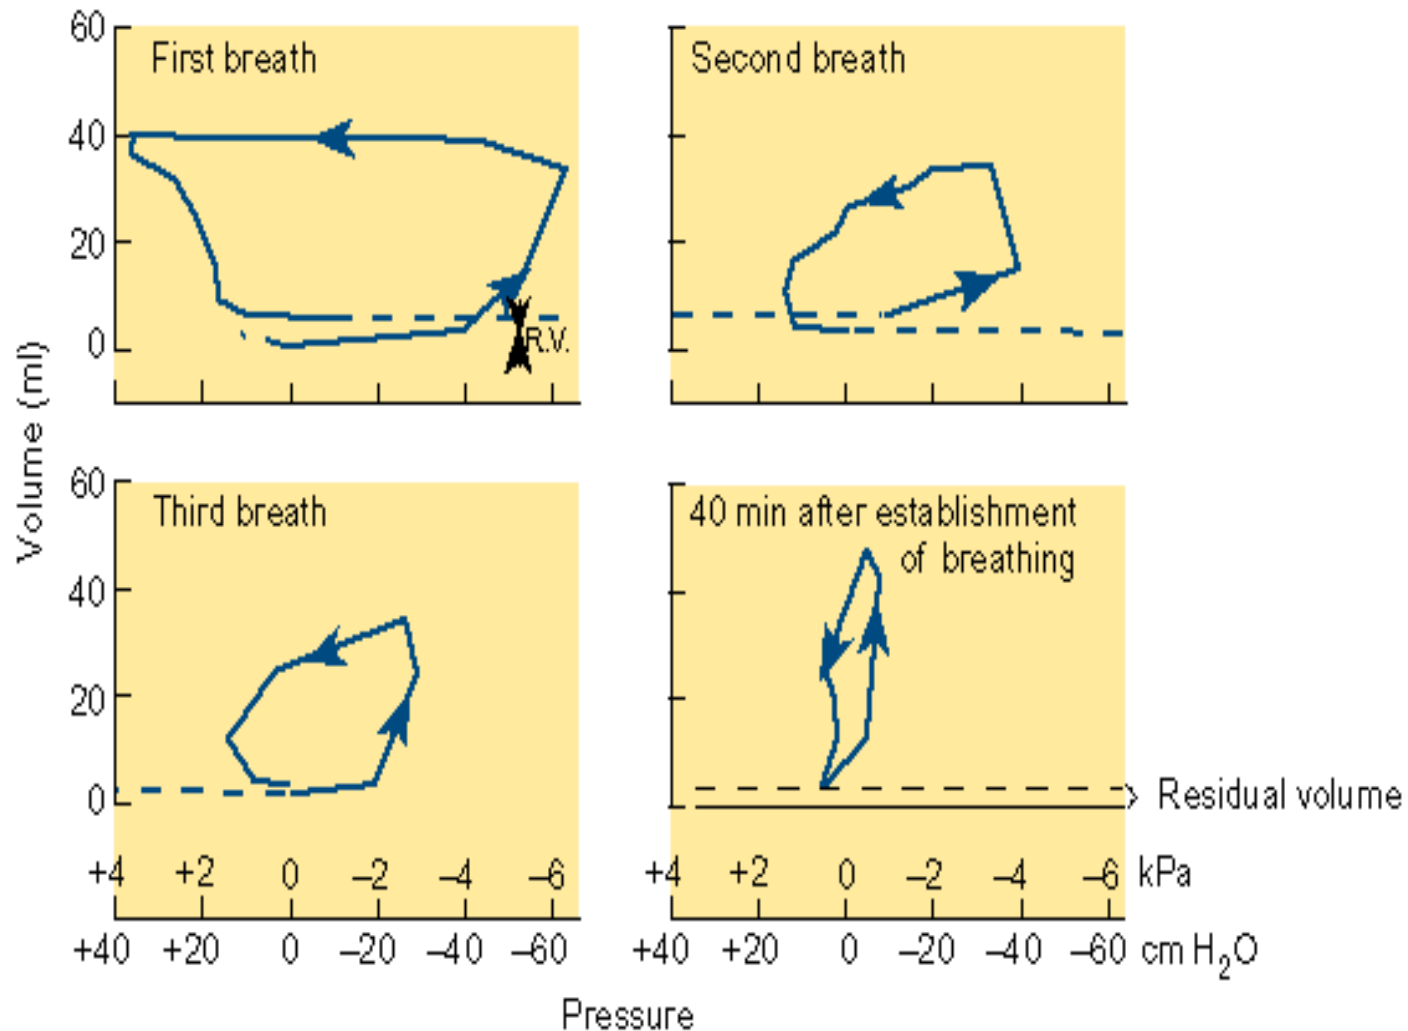 60
First breath
40
20
0
R.V.
Second breath
Volume (ml)
60
Third breath
40
20
0
40 min after establishment
of breathing
Residual volume
+4 +2 0 –2 –4 –6
+4 +2 0 –2 –4 –6 kPa
+40 +20 0 –20 –40 –60
+40 +20 0 –20 –40 –60 cm H₂O
Pressure